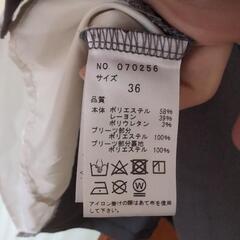 NO. 070256
サイズ
36
品質
本体 ポリエステル 58%
レーヨン 39%
ポリウレタン 3%
プリーツ部分
ポリエステル 100%
プリーツ部分裏地
ポリエステル 100%
アイロン掛けの際はあて布を使用して